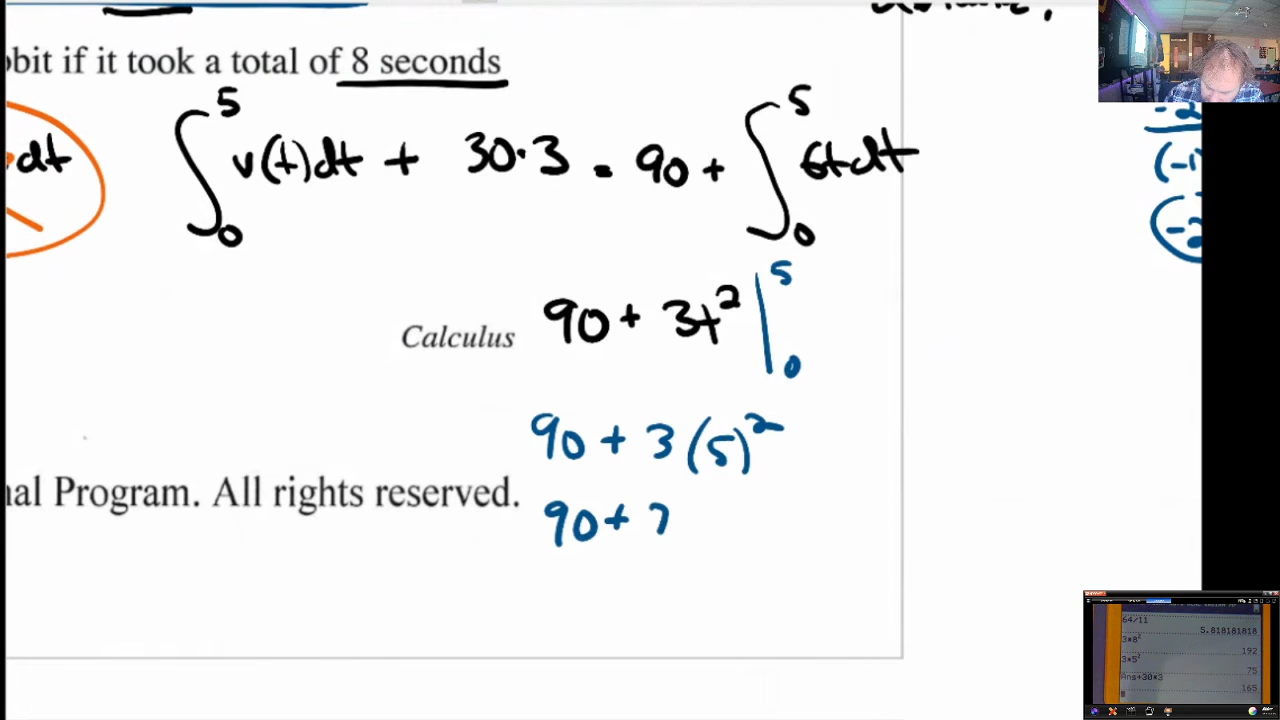 bit if it took a total of 8 seconds
dt ∫₀⁵ v(t)dt + 30·3 = 90 + ∫₀⁵ 6t dt
Calculus 90 + 3t² |₀⁵
90 + 3(5)²
nal Program. All rights reserved.
90 + 7
64/11
5.818181818
3*8²
192
3*5²
75
Ans+30*3
165